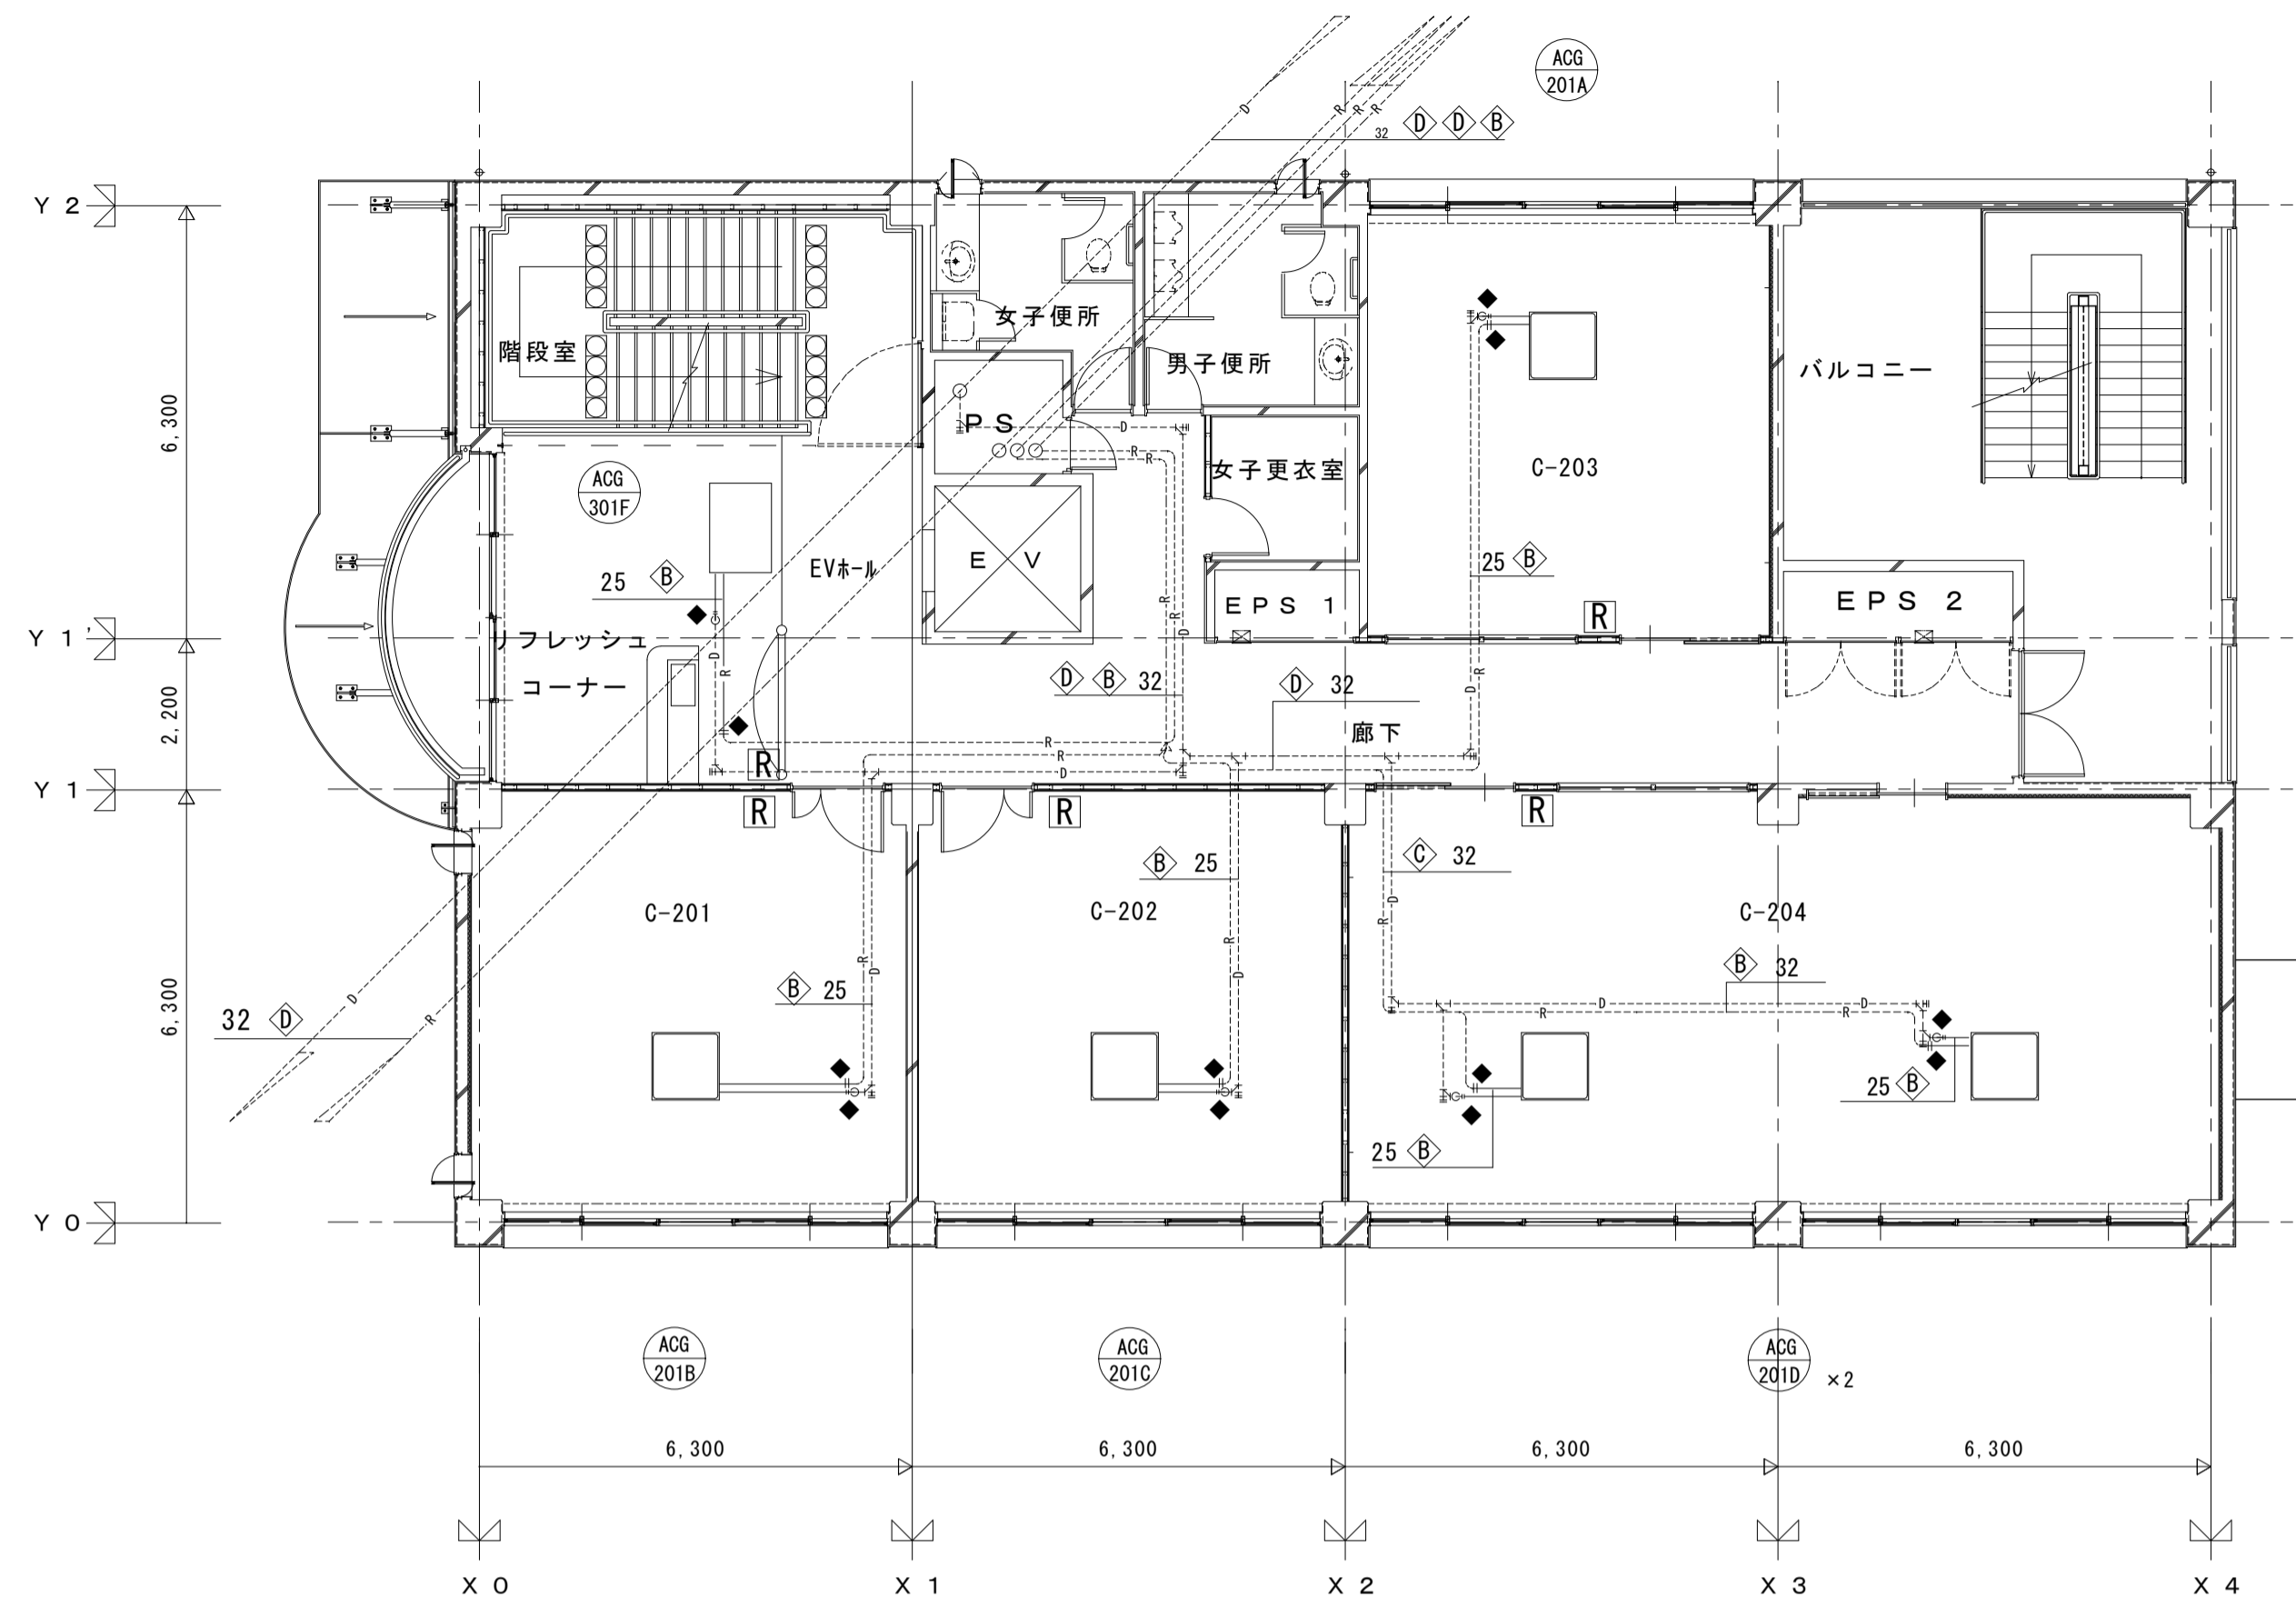 ACG
201A
D
R
R
R
32 D D B
Y 2
女子便所
階段室
男子便所
バルコニー
6,300
PS
D
R
R
女子更衣室
C-203
ACG
301F
EVホール
E V
25 B
25 B
EPS 1
EPS 2
R
R
R
D
Y 1'
リフレッシュ
コーナー
D
R
R
D
D B 32
D 32
2,200
廊下
R
R
R
D
Y 1
R
R
R
B 25
C 32
C-201
C-202
C-204
R
D
R
D
R
D
B 25
B 32
D
D
R
R
6,300
D
R
32 D
25 B
25 B
Y 0
ACG
201B
ACG
201C
ACG
201D
×2
6,300
6,300
6,300
6,300
X 0
X 1
X 2
X 3
X 4